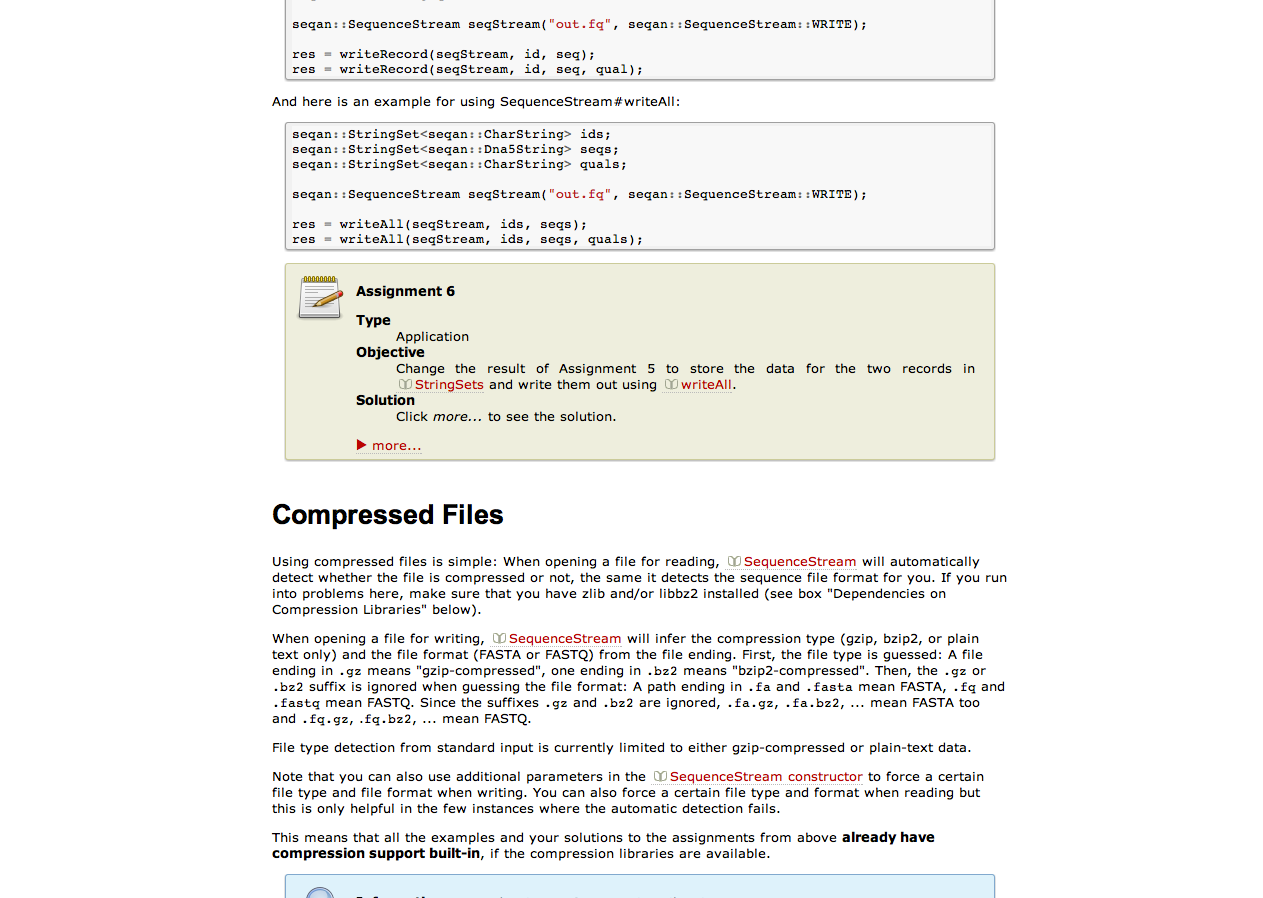 seqan::SequenceStream seqStream("out.fq", seqan::SequenceStream::WRITE);
res = writeRecord(seqStream, id, seq);
res = writeRecord(seqStream, id, seq, qual);
And here is an example for using SequenceStream#writeAll:
seqan::StringSet<seqan::CharString> ids;
seqan::StringSet<seqan::Dna5String> seqs;
seqan::StringSet<seqan::CharString> quals;
seqan::SequenceStream seqStream("out.fq", seqan::SequenceStream::WRITE);
res = writeAll(seqStream, ids, seqs);
res = writeAll(seqStream, ids, seqs, quals);
Assignment 6
Type
Application
Objective
Change the result of Assignment 5 to store the data for the two records in
StringSets and write them out using writeAll.
Solution
Click more... to see the solution.
more...
Compressed Files
Using compressed files is simple: When opening a file for reading, SequenceStream will automatically
detect whether the file is compressed or not, the same it detects the sequence file format for you. If you run
into problems here, make sure that you have zlib and/or libbz2 installed (see box "Dependencies on
Compression Libraries" below).
When opening a file for writing, SequenceStream will infer the compression type (gzip, bzip2, or plain
text only) and the file format (FASTA or FASTQ) from the file ending. First, the file type is guessed: A file
ending in .gz means "gzip-compressed", one ending in .bz2 means "bzip2-compressed". Then, the .gz or
.bz2 suffix is ignored when guessing the file format: A path ending in .fa and .fasta mean FASTA, .fq and
.fastq mean FASTQ. Since the suffixes .gz and .bz2 are ignored, .fa.gz, .fa.bz2, ... mean FASTA too
and .fq.gz, .fq.bz2, ... mean FASTQ.
File type detection from standard input is currently limited to either gzip-compressed or plain-text data.
Note that you can also use additional parameters in the SequenceStream constructor to force a certain
file type and file format when writing. You can also force a certain file type and format when reading but
this is only helpful in the few instances where the automatic detection fails.
This means that all the examples and your solutions to the assignments from above already have
compression support built-in, if the compression libraries are available.